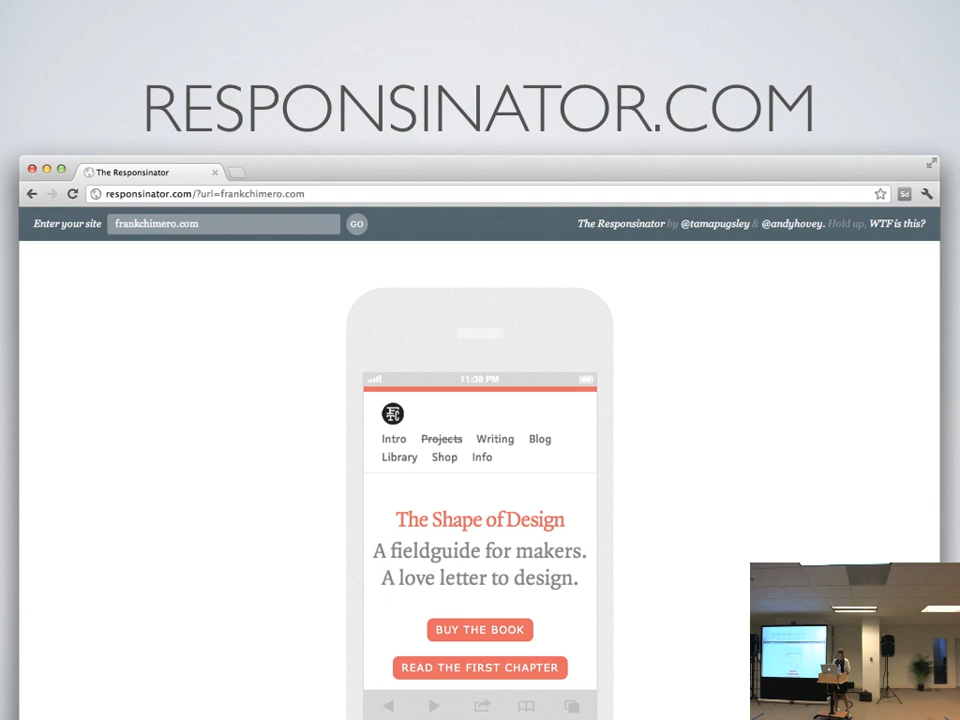 RESPONSINATOR.COM
The Responsinator
responsinator.com/?url=frankchimero.com
Enter your site frankchimero.com GO The Responsinator by @tamapugsley & @andyhovey. Hold up, WTF is this?
11:36 PM
Intro Projects Writing Blog
Library Shop Info
The Shape of Design
A fieldguide for makers.
A love letter to design.
BUY THE BOOK
READ THE FIRST CHAPTER